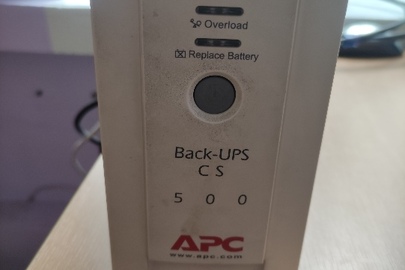 Overload
Replace Battery
Back-UPS
CS
500
APC
www.apc.com